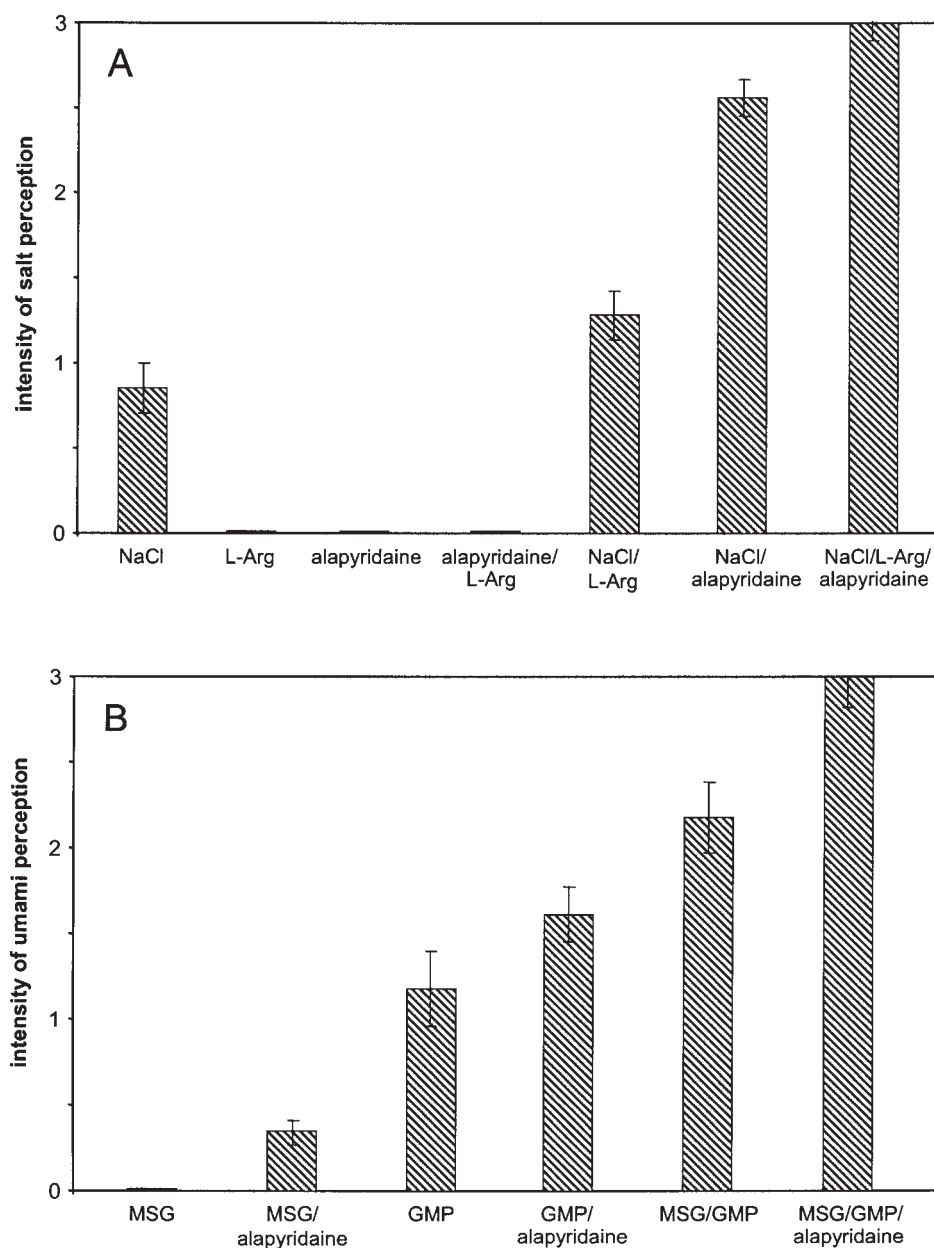 A
intensity of salt perception
3
2
1
0
NaCl
L-Arg
alapyridaine
alapyridaine/
L-Arg
NaCl/
L-Arg
NaCl/
alapyridaine
NaCl/L-Arg/
alapyridaine
B
intensity of umami perception
3
2
1
0
MSG
MSG/
alapyridaine
GMP
GMP/
alapyridaine
MSG/GMP
MSG/GMP/
alapyridaine